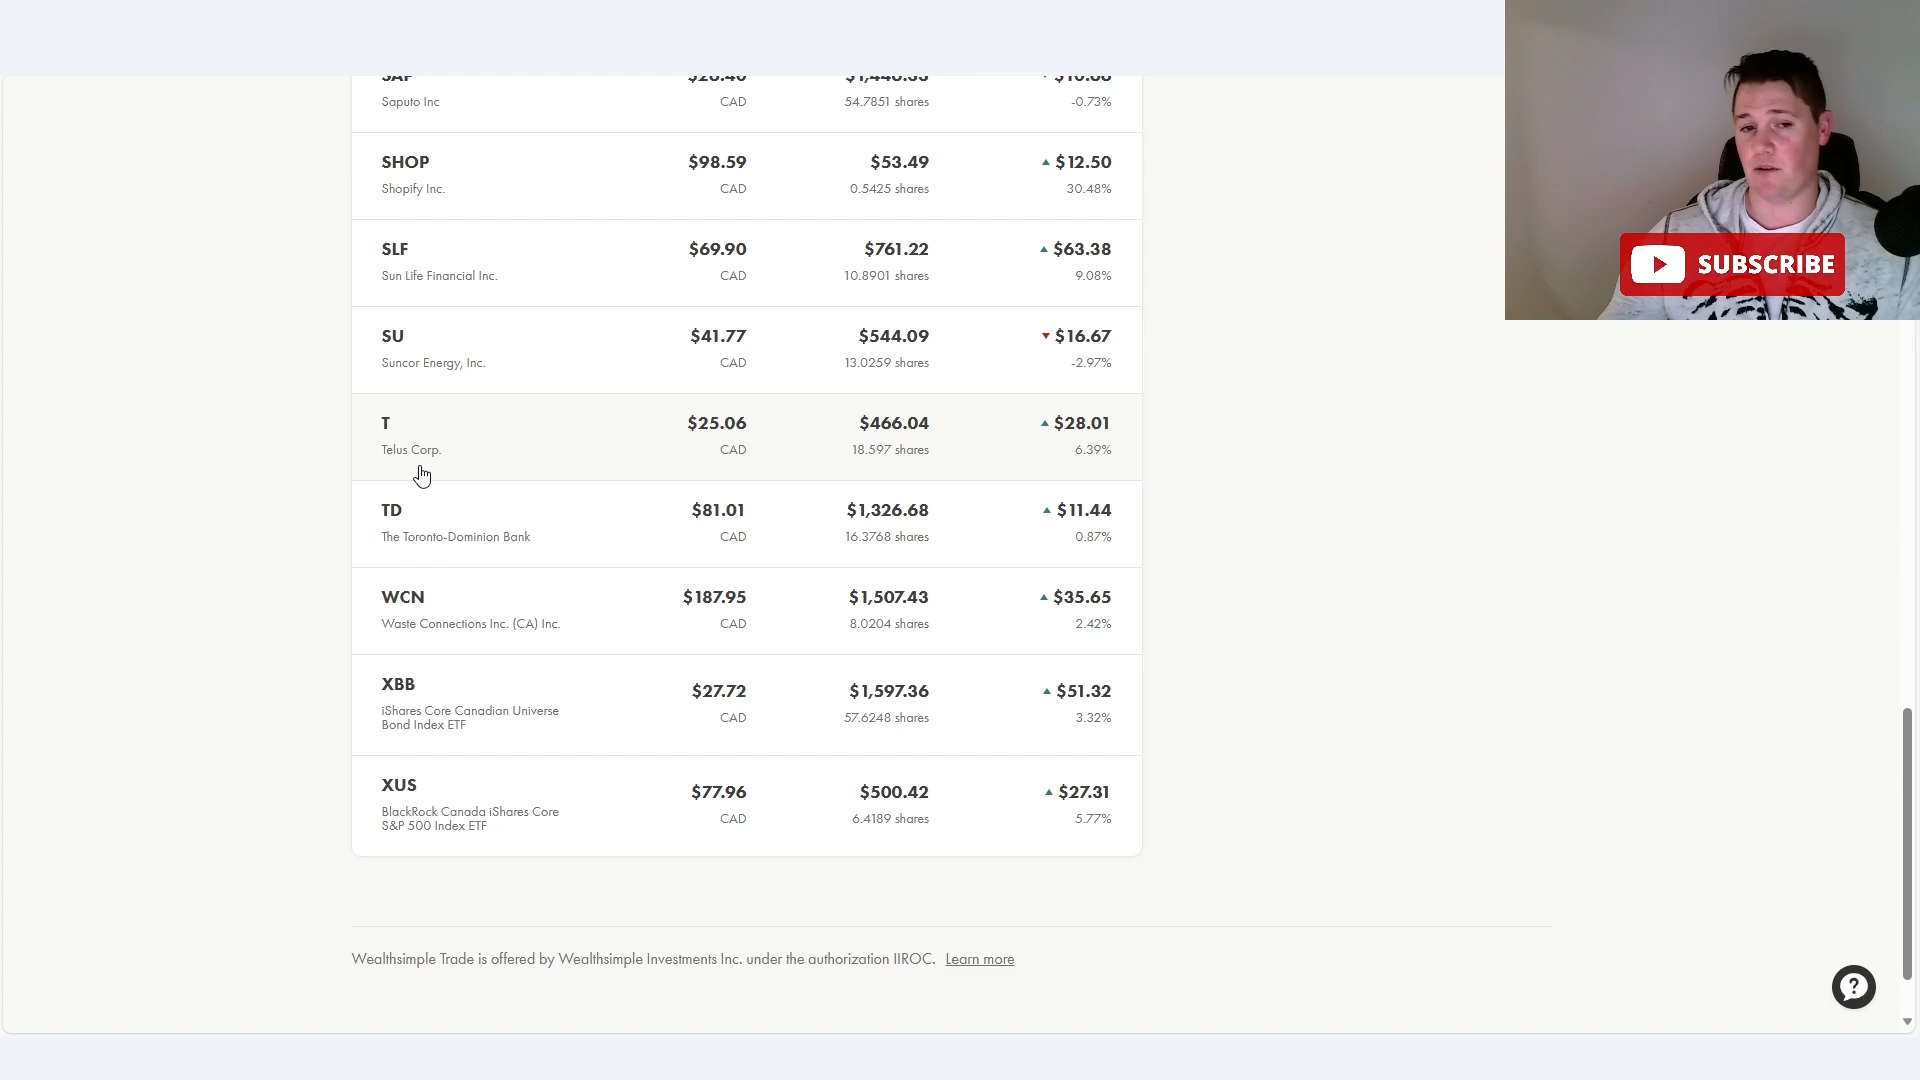 SAP $26.40 $1,446.33 $10.66
Saputo Inc CAD 54.7851 shares -0.73%
SHOP $98.59 $53.49 $12.50
Shopify Inc. CAD 0.5425 shares 30.48%
SLF $69.90 $761.22 $63.38
Sun Life Financial Inc. CAD 10.8901 shares 9.08%
SUBSCRIBE
SU $41.77 $544.09 $16.67
Suncor Energy, Inc. CAD 13.0259 shares -2.97%
T $25.06 $466.04 $28.01
Telus Corp. CAD 18.597 shares 6.39%
TD $81.01 $1,326.68 $11.44
The Toronto-Dominion Bank CAD 16.3768 shares 0.87%
WCN $187.95 $1,507.43 $35.65
Waste Connections Inc. (CA) Inc. CAD 8.0204 shares 2.42%
XBB $27.72 $1,597.36 $51.32
iShares Core Canadian Universe CAD 57.6248 shares 3.32%
Bond Index ETF
XUS $77.96 $500.42 $27.31
BlackRock Canada iShares Core CAD 6.4189 shares 5.77%
S&P 500 Index ETF
Wealthsimple Trade is offered by Wealthsimple Investments Inc. under the authorization IIROC. Learn more